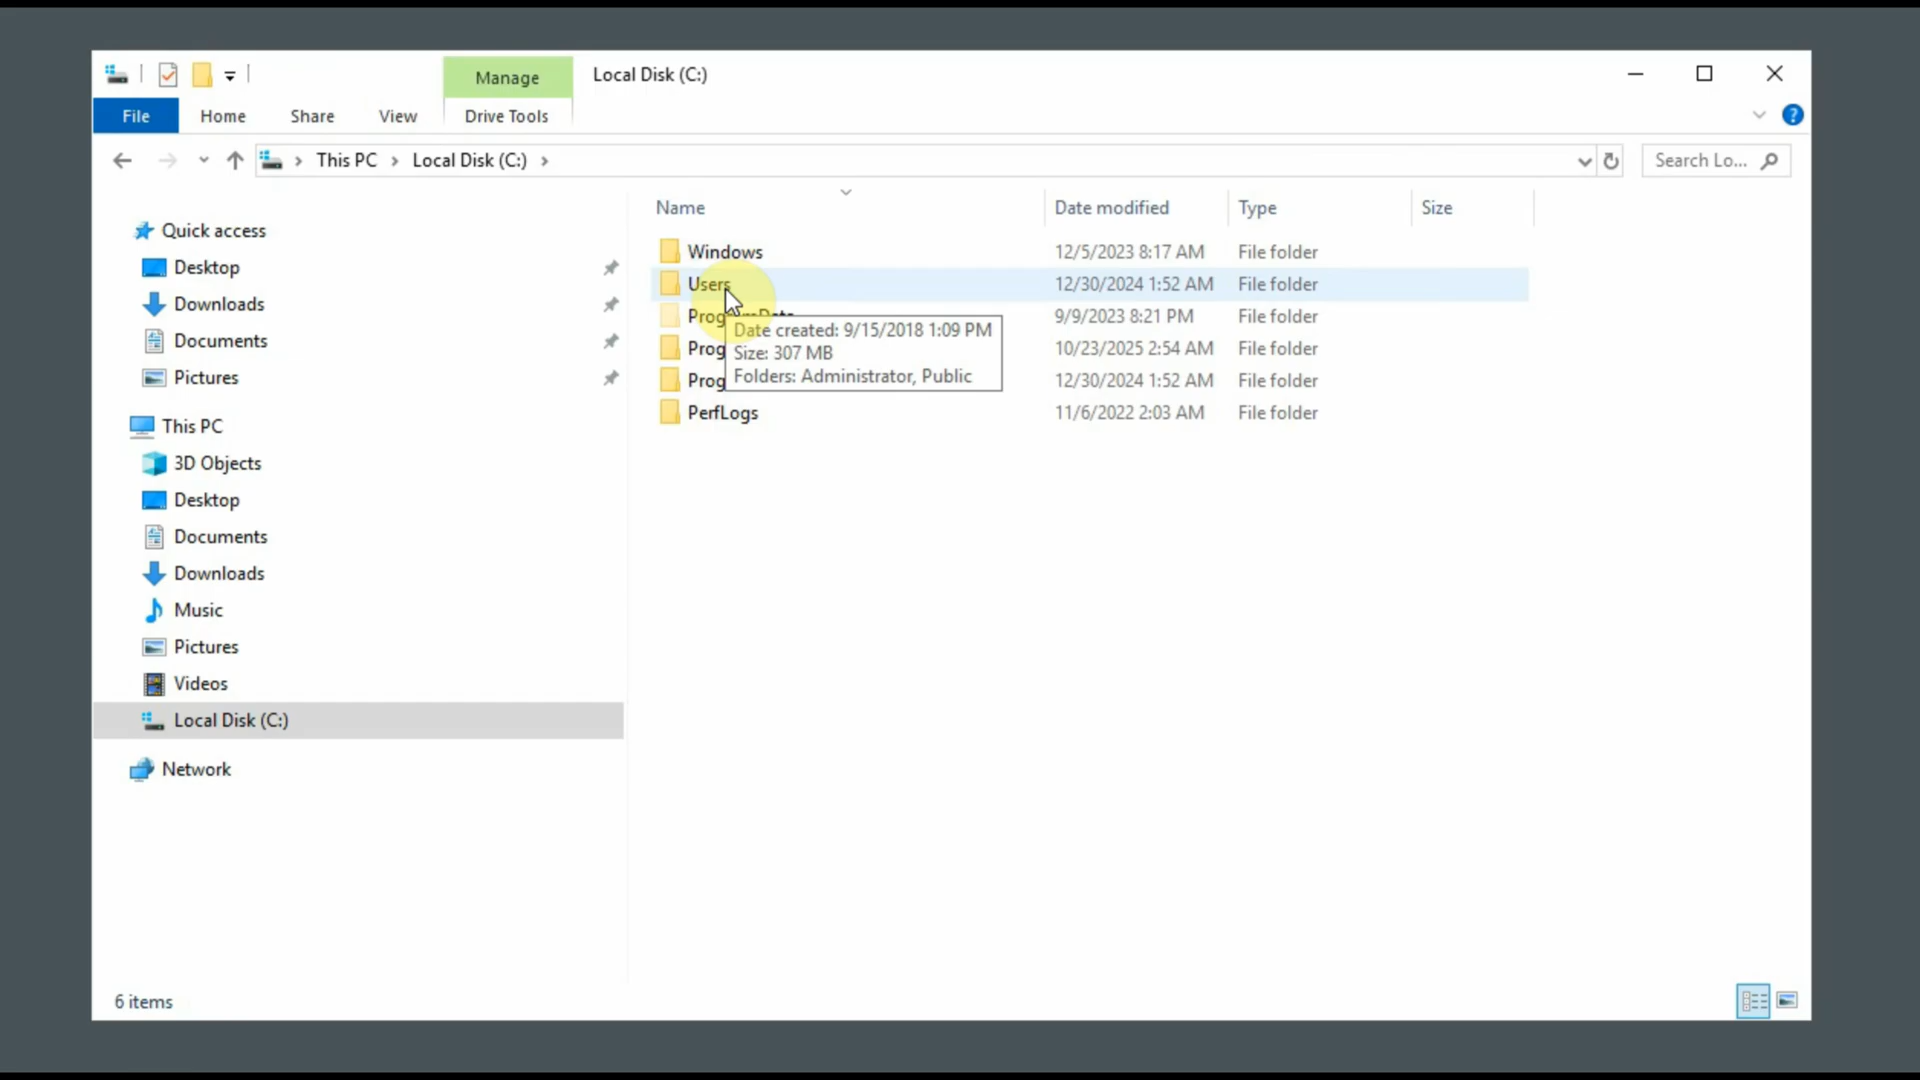 Manage
Local Disk (C:)
File
Home
Share
View
Drive Tools
This PC
Local Disk (C:)
Search Lo...
Name
Date modified
Type
Size
Quick access
Desktop
Downloads
Documents
Pictures
This PC
3D Objects
Desktop
Documents
Downloads
Music
Pictures
Videos
Local Disk (C:)
Network
Windows 12/5/2023 8:17 AM File folder
Users 12/30/2024 1:52 AM File folder
9/9/2023 8:21 PM File folder
Prog 10/23/2025 2:54 AM File folder
Prog 12/30/2024 1:52 AM File folder
PerfLogs 11/6/2022 2:03 AM File folder
Date created: 9/15/2018 1:09 PM
Size: 307 MB
Folders: Administrator, Public
6 items